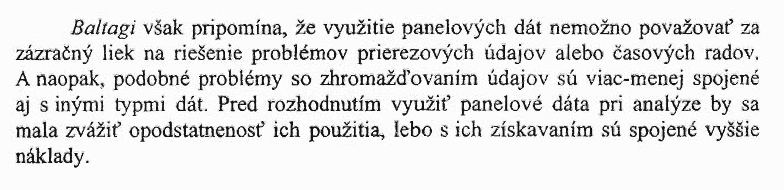 Baltagi však pripomína, že využitie panelových dát nemožno považovať za
zázračný liek na riešenie problémov prierezových údajov alebo časových radov.
A naopak, podobné problémy so zhromažďovaním údajov sú viac-menej spojené
aj s inými typmi dát. Pred rozhodnutím využiť panelové dáta pri analýze by sa
mala zvážiť opodstatnenosť ich použitia, lebo s ich získavaním sú spojené vyššie
náklady.